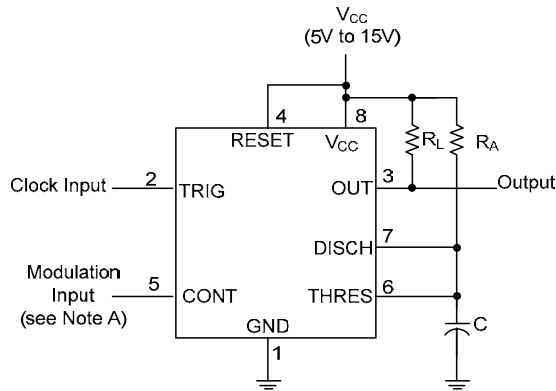 VCC
(5V to 15V)
4
8
RESET
VCC
RL
RA
Clock Input
2
TRIG
OUT
3
Output
DISCH
7
Modulation
Input
(see Note A)
5
CONT
THRES
6
GND
C
1